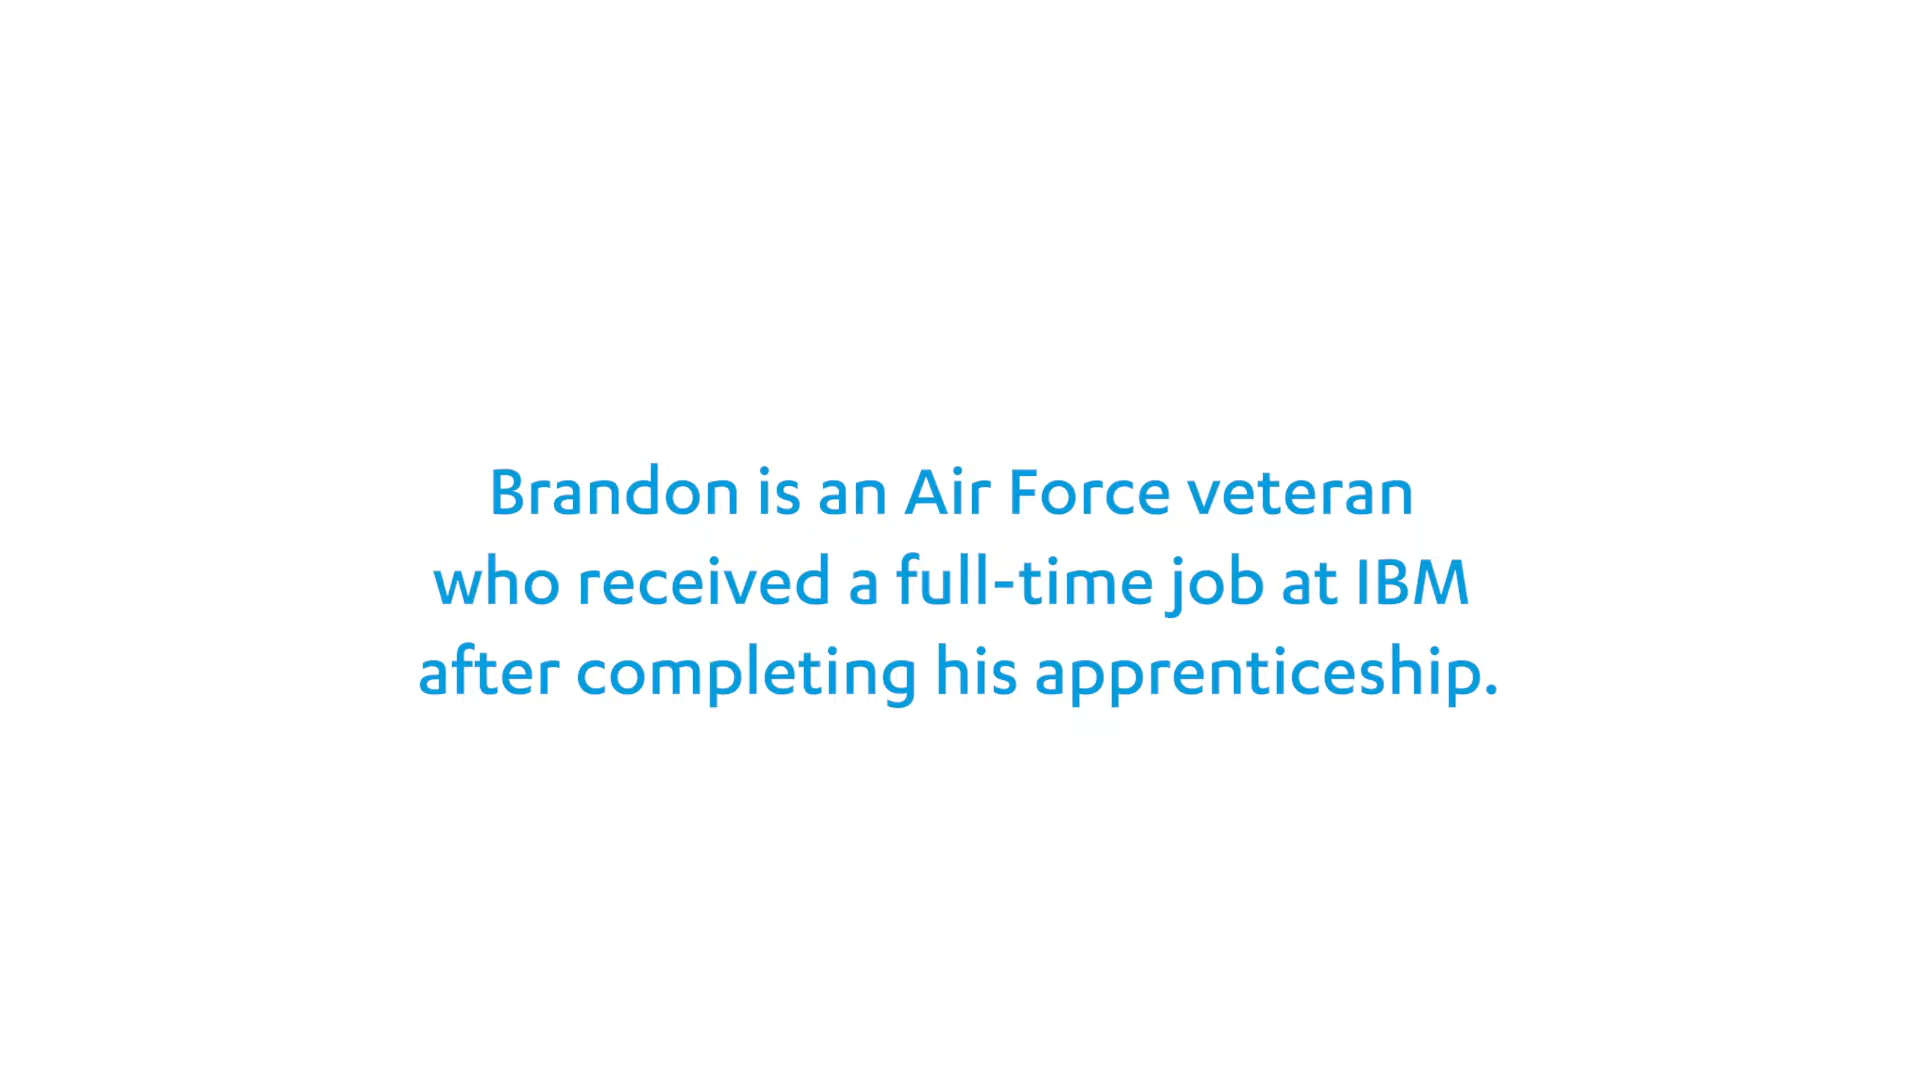 Brandon is an Air Force veteran
who received a full-time job at IBM
after completing his apprenticeship.